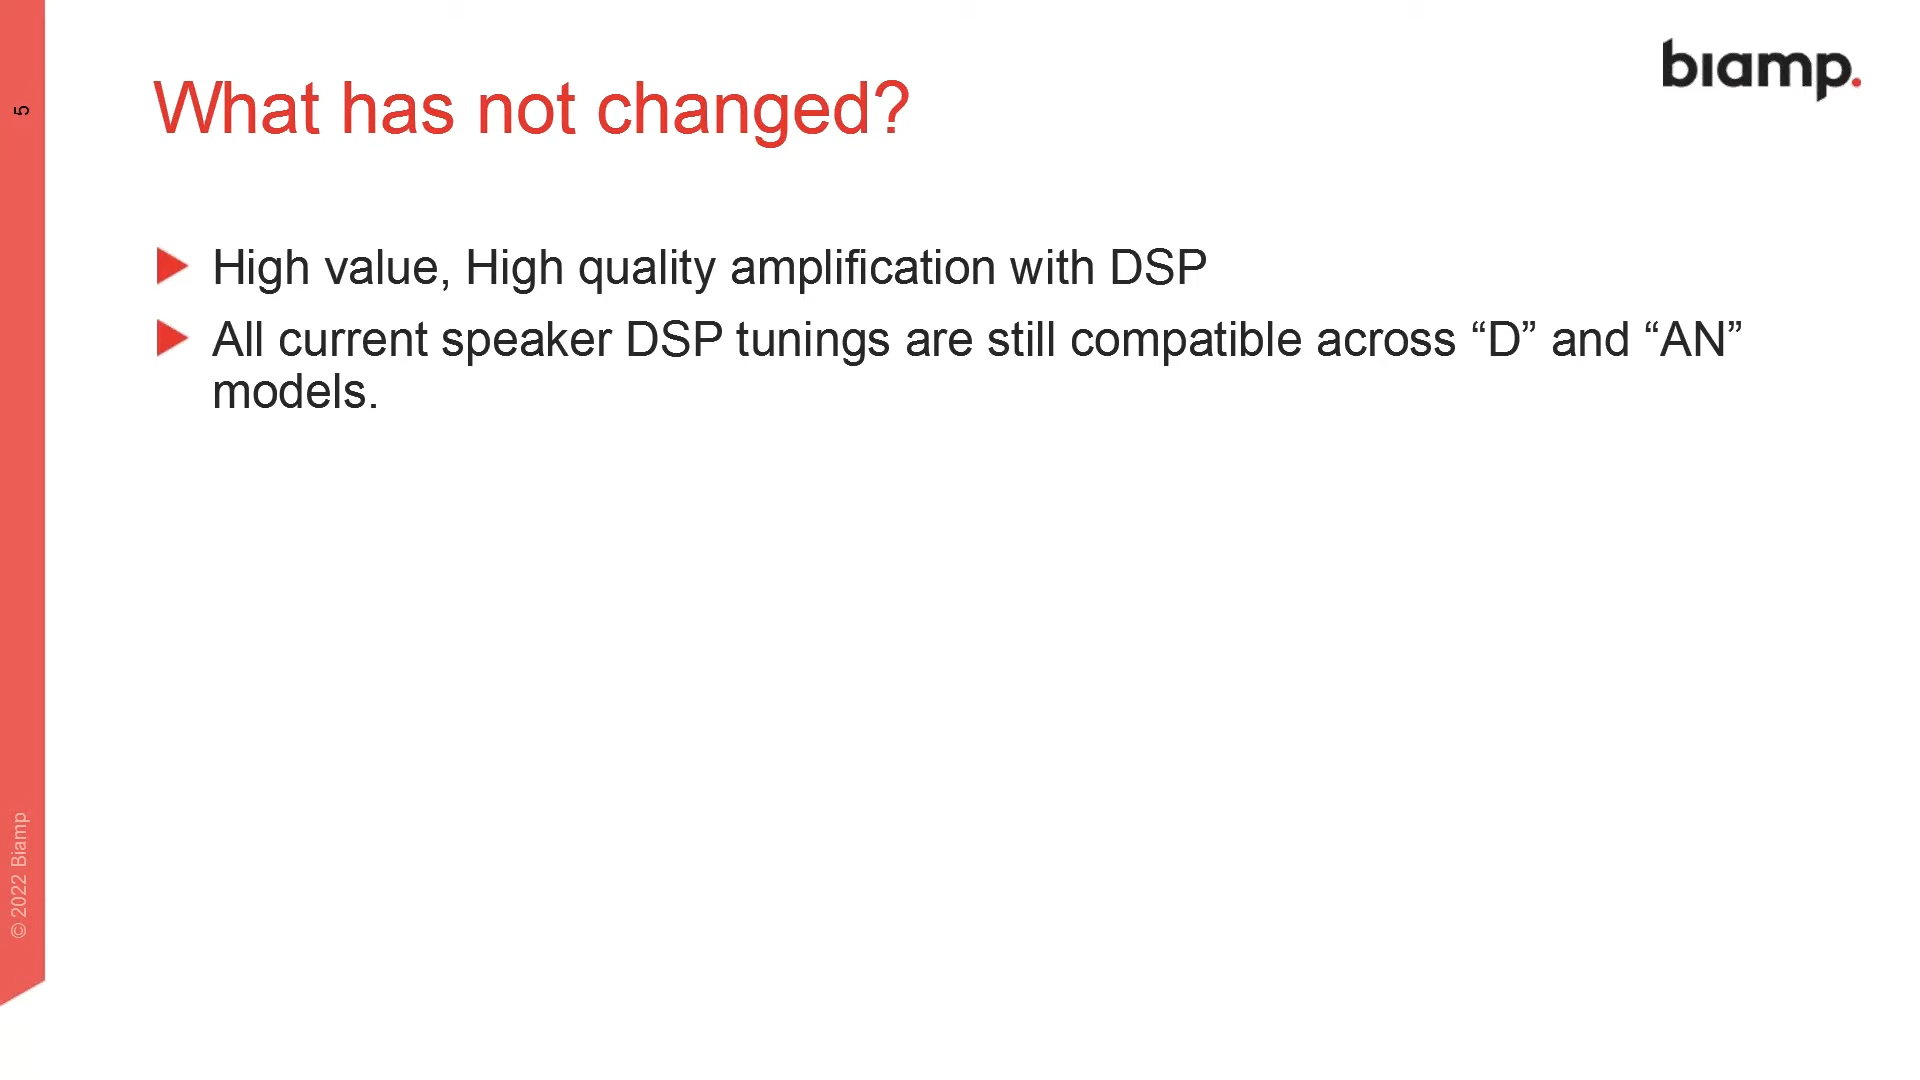 biamp.
5
What has not changed?
High value, High quality amplification with DSP
All current speaker DSP tunings are still compatible across “D” and “AN”
models.
© 2022 Biamp